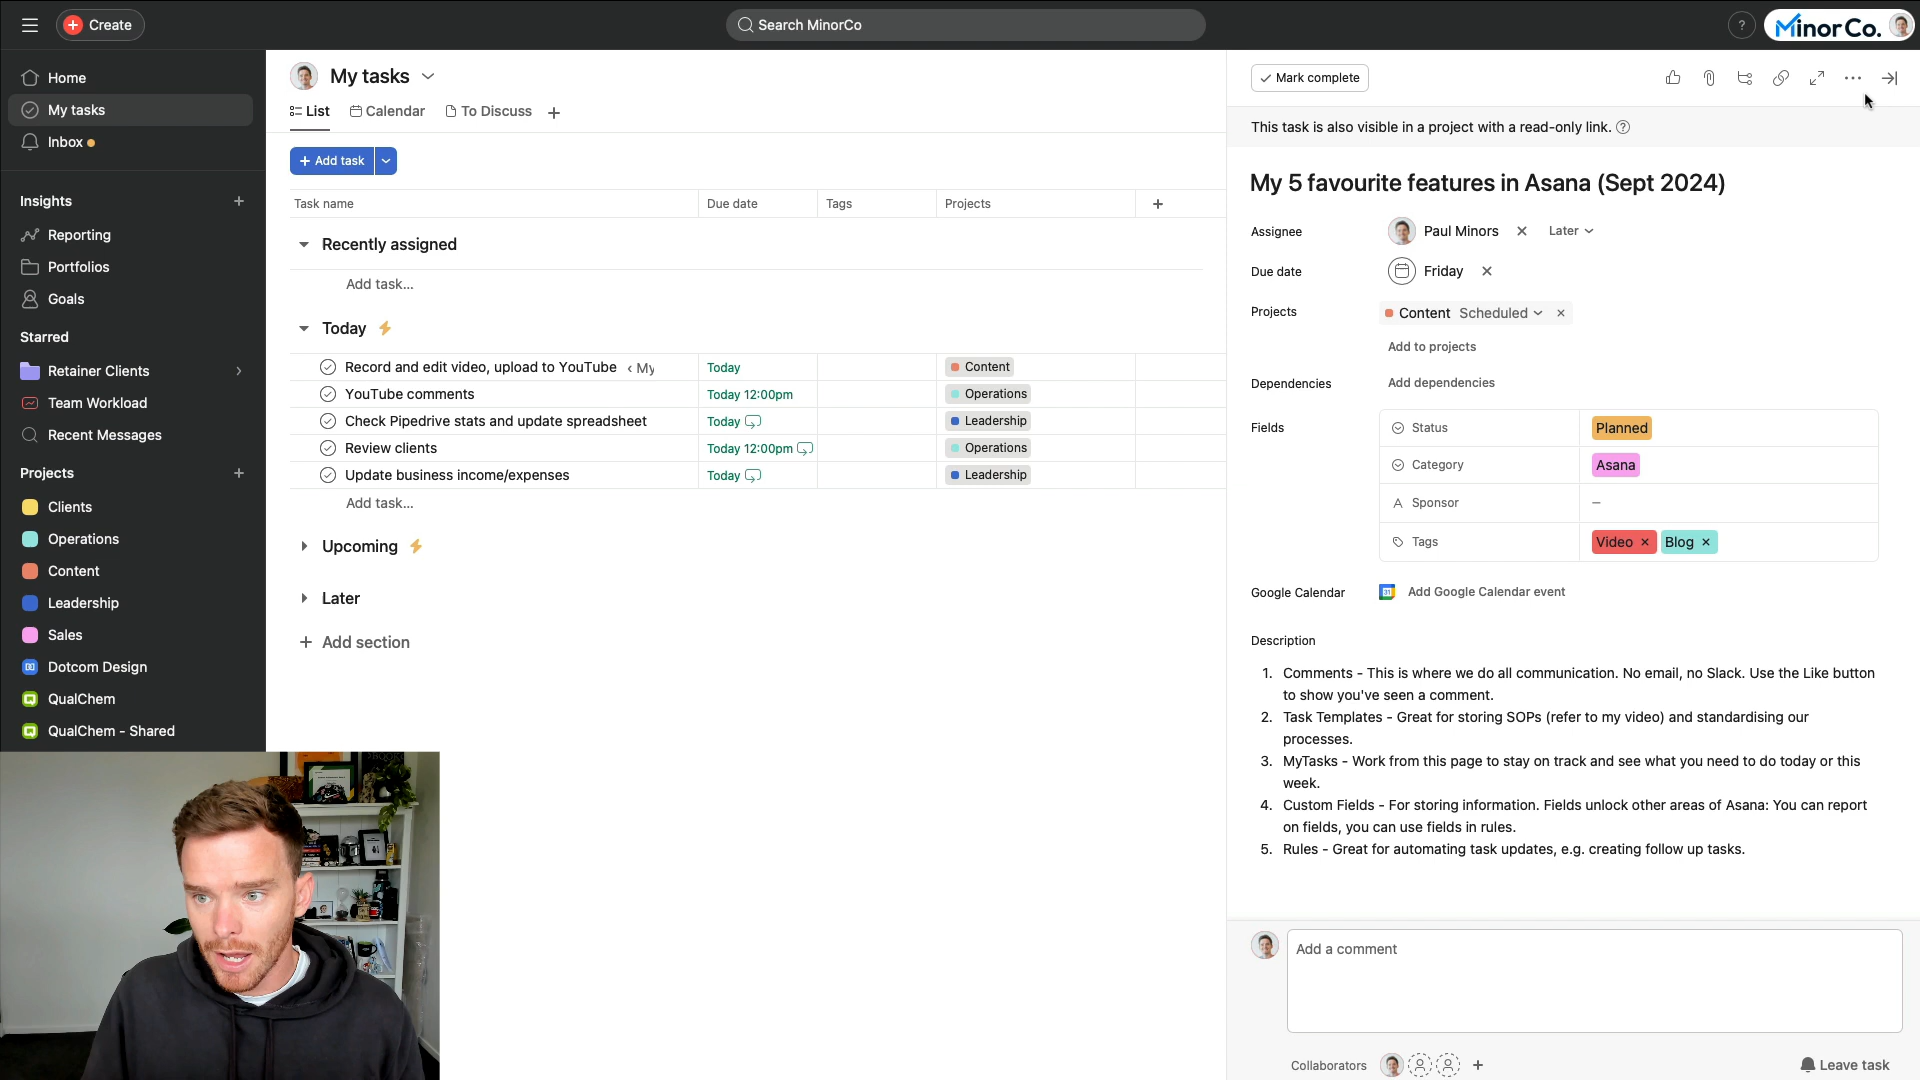 Create
Search MinorCo
?
MinorCo.
Home
My tasks
Inbox
Insights
Reporting
Portfolios
Goals
Starred
Retainer Clients
Team Workload
Recent Messages
Projects
Clients
Operations
Content
Leadership
Sales
Dotcom Design
QualChem
QualChem - Shared
My tasks
List
Calendar
To Discuss
+ Add task
Task name
Due date
Tags
Projects
Recently assigned
Add task...
Today
Record and edit video, upload to YouTube ‹ My
Today
Content
YouTube comments
Today 12:00pm
Operations
Check Pipedrive stats and update spreadsheet
Today
Leadership
Review clients
Today 12:00pm
Operations
Update business income/expenses
Today
Leadership
Add task...
Upcoming
Later
+ Add section
Mark complete
This task is also visible in a project with a read-only link.
My 5 favourite features in Asana (Sept 2024)
Assignee
Paul Minors
Later
Due date
Friday
Projects
Content Scheduled
Add to projects
Dependencies
Add dependencies
Fields
Status
Planned
Category
Asana
A Sponsor
–
Tags
Video
Blog
Google Calendar
31
Add Google Calendar event
Description
1. Comments - This is where we do all communication. No email, no Slack. Use the Like button
to show you've seen a comment.
2. Task Templates - Great for storing SOPs (refer to my video) and standardising our
processes.
3. MyTasks - Work from this page to stay on track and see what you need to do today or this
week.
4. Custom Fields - For storing information. Fields unlock other areas of Asana: You can report
on fields, you can use fields in rules.
5. Rules - Great for automating task updates, e.g. creating follow up tasks.
Add a comment
Collaborators
Leave task